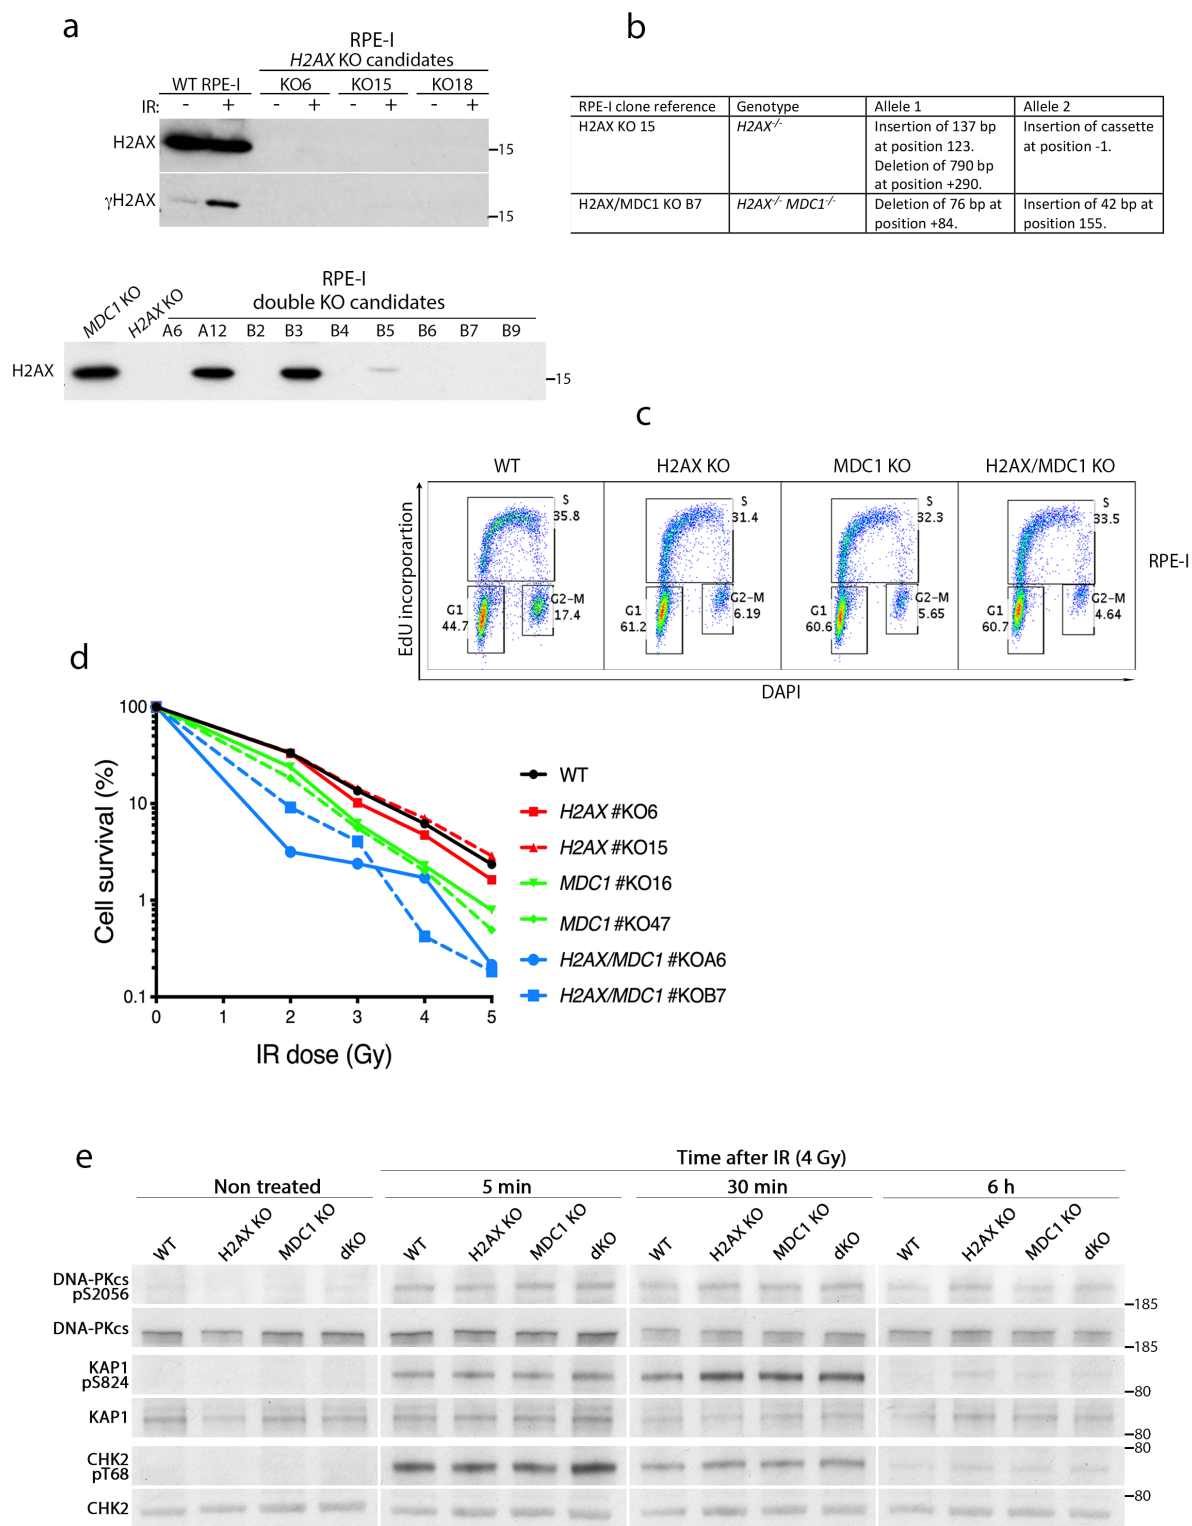 a
RPE-I
H2AX KO candidates
WT RPE-I
KO6
KO15
KO18
IR:
- + - + - + - +
H2AX
15
γH2AX
15
RPE-I
double KO candidates
MDC1 KO
H2AX KO
A6 A12 B2 B3 B4 B5 B6 B7 B9
H2AX
15
b
RPE-I clone reference
Genotype
Allele 1
Allele 2
H2AX KO 15
H2AX-/-
Insertion of 137 bp
at position 123.
Deletion of 790 bp
at position +290.
Insertion of cassette
at position -1.
H2AX/MDC1 KO B7
H2AX-/- MDC1-/-
Deletion of 76 bp at
position +84.
Insertion of 42 bp at
position 155.
c
WT
H2AX KO
MDC1 KO
H2AX/MDC1 KO
EdU incorporartion
S
35.8
G1
44.7
G2-M
17.4
S
31.4
G1
61.2
G2-M
6.19
S
32.3
G1
60.6
G2-M
5.65
S
33.5
G1
60.7
G2-M
4.64
RPE-I
DAPI
d
Cell survival (%)
100
10
1
0.1
0 1 2 3 4 5
IR dose (Gy)
WT
H2AX #KO6
H2AX #KO15
MDC1 #KO16
MDC1 #KO47
H2AX/MDC1 #KOA6
H2AX/MDC1 #KOB7
e
Time after IR (4 Gy)
Non treated
5 min
30 min
6 h
WT H2AX KO MDC1 KO dKO
WT H2AX KO MDC1 KO dKO
WT H2AX KO MDC1 KO dKO
WT H2AX KO MDC1 KO dKO
DNA-PKcs
pS2056
185
DNA-PKcs
185
KAP1
pS824
80
KAP1
80
80
CHK2
pT68
80
CHK2